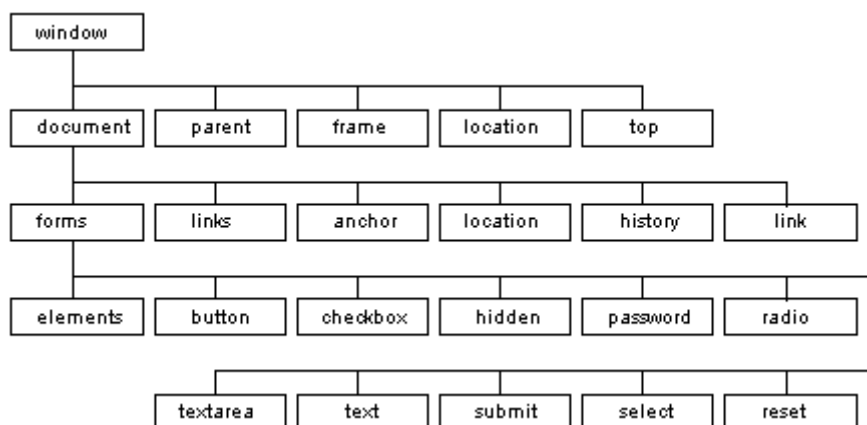 window
document parent frame location top
forms links anchor location history link
elements button checkbox hidden password radio
textarea text submit select reset